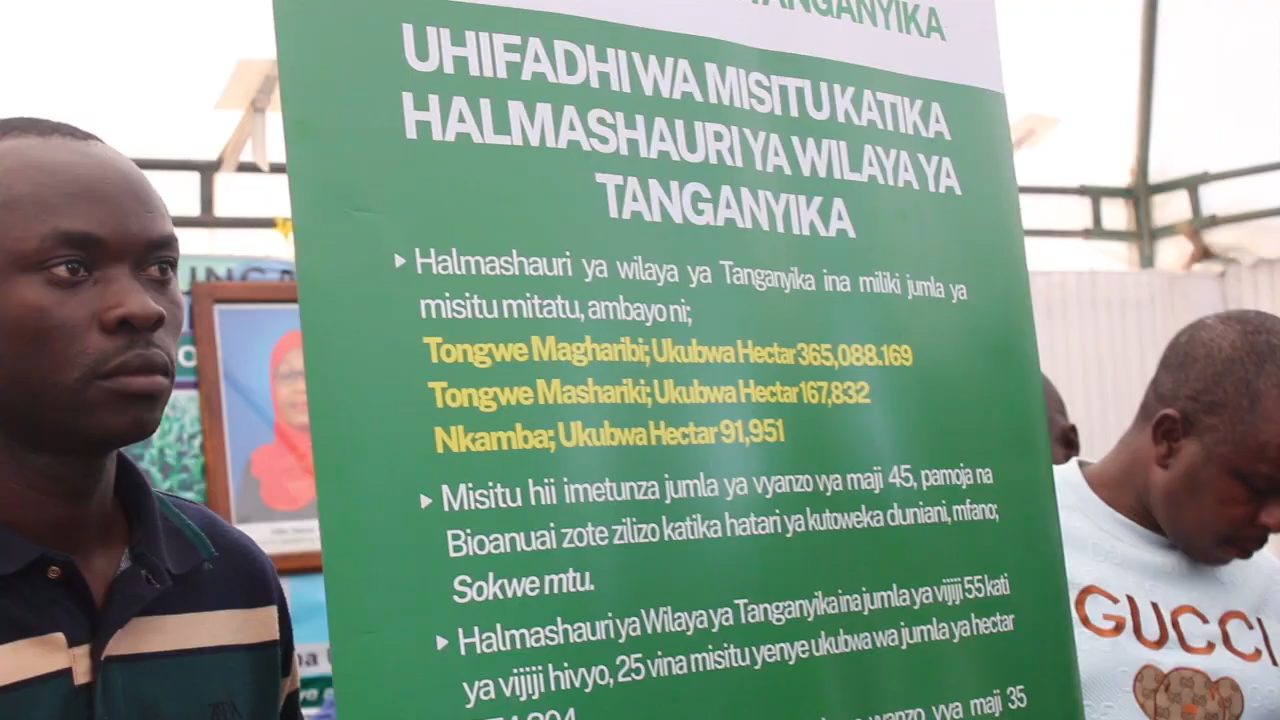 TANGANYIKA
UHIFADHI WA MISITU KATIKA
HALMASHAURI YA WILAYA YA
TANGANYIKA
Halmashauri ya wilaya ya Tanganyika ina miliki jumla ya
misitu mitatu, ambayo ni;
Tongwe Magharibi; Ukubwa Hectar 365,088.169
Tongwe Mashariki; Ukubwa Hectar 167,832
Nkamba; Ukubwa Hectar 91,951
Misitu hii imetunza jumla ya vyanzo vya maji 45, pamoja na
Bioanuai zote zilizo katika hatari ya kutoweka duniani, mfano;
Sokwe mtu.
Halmashauri ya Wilaya ya Tanganyika ina jumla ya vijiji 55 kati
ya vijiji hivyo, 25 vina misitu yenye ukubwa wa jumla ya hectar
vya maji 35
GUCCI